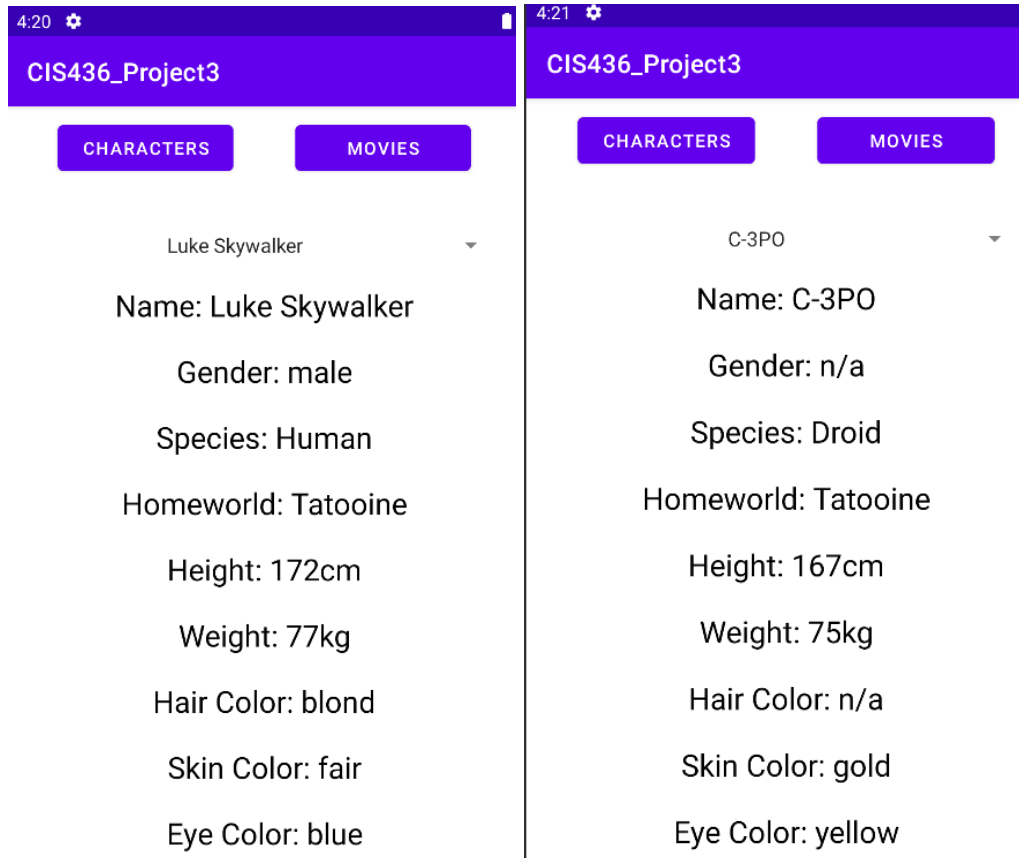 4:20
CIS436_Project3
CHARACTERS MOVIES
Luke Skywalker
Name: Luke Skywalker
Gender: male
Species: Human
Homeworld: Tatooine
Height: 172cm
Weight: 77kg
Hair Color: blond
Skin Color: fair
Eye Color: blue
4:21
CIS436_Project3
CHARACTERS MOVIES
C-3PO
Name: C-3PO
Gender: n/a
Species: Droid
Homeworld: Tatooine
Height: 167cm
Weight: 75kg
Hair Color: n/a
Skin Color: gold
Eye Color: yellow